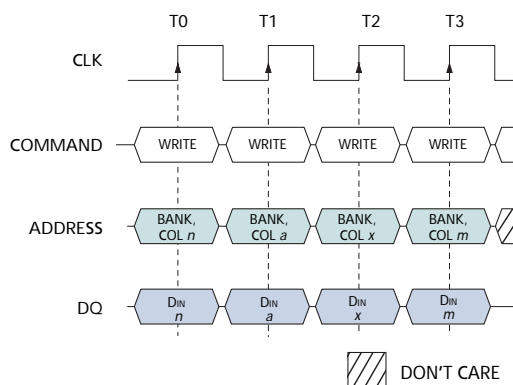 T0 T1 T2 T3
CLK
COMMAND WRITE WRITE WRITE WRITE
ADDRESS BANK, COL n BANK, COL a BANK, COL x BANK, COL m
DQ DIN n DIN a DIN x DIN m
DON'T CARE